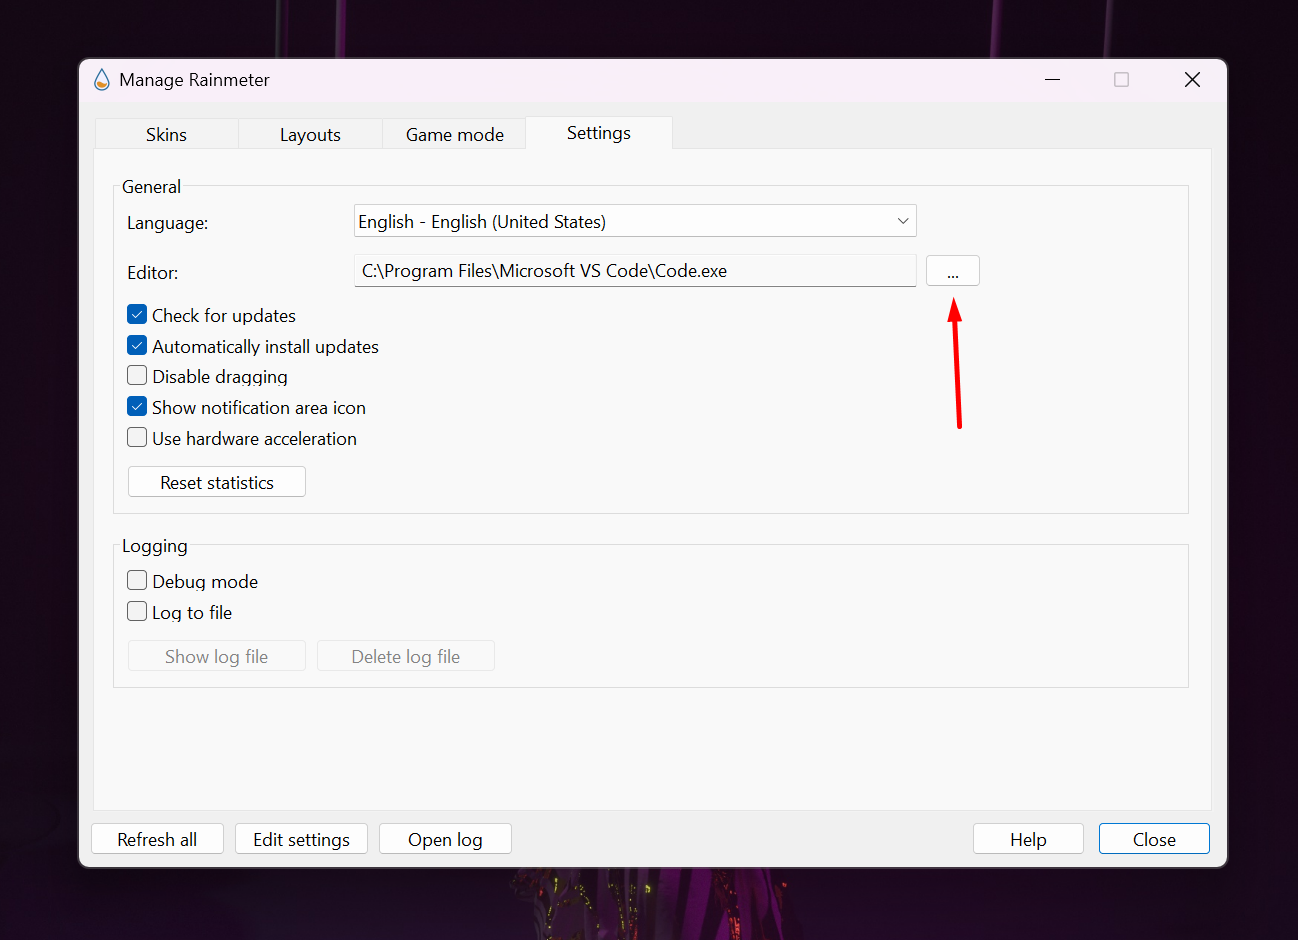 Manage Rainmeter
Skins
Layouts
Game mode
Settings
General
Language:
English - English (United States)
Editor:
C:\Program Files\Microsoft VS Code\Code.exe
...
Check for updates
Automatically install updates
Disable dragging
Show notification area icon
Use hardware acceleration
Reset statistics
Logging
Debug mode
Log to file
Show log file
Delete log file
Refresh all
Edit settings
Open log
Help
Close